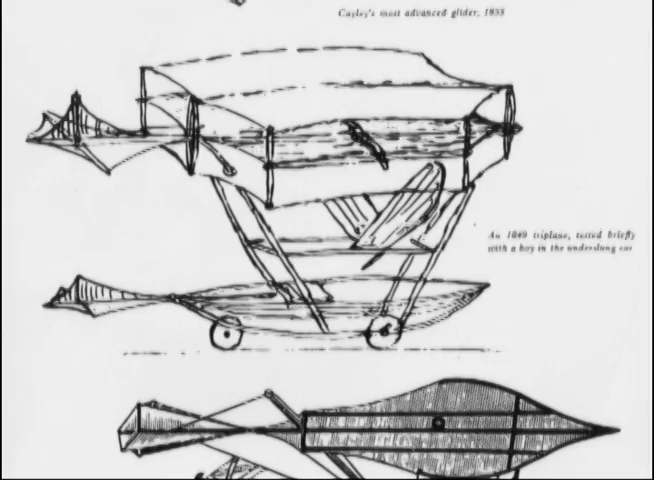 Cayley's most advanced glider, 1853
An 1849 triplane, tested briefly
with a boy in the underslung car